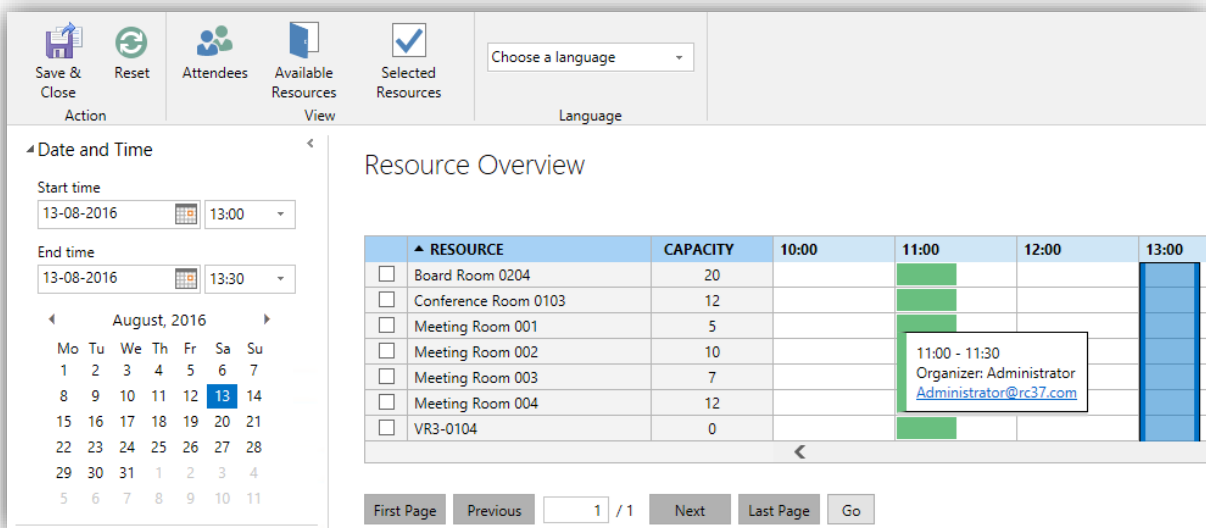 Save & Close
Reset
Attendees
Available Resources
Selected Resources
Choose a language
Action
View
Language
Date and Time
Start time
13-08-2016 13:00
End time
13-08-2016 13:30
August, 2016
Mo Tu We Th Fr Sa Su
1 2 3 4 5 6 7
8 9 10 11 12 13 14
15 16 17 18 19 20 21
22 23 24 25 26 27 28
29 30 31 1 2 3 4
5 6 7 8 9 10 11
Resource Overview
RESOURCE CAPACITY 10:00 11:00 12:00 13:00
Board Room 0204 20
Conference Room 0103 12
Meeting Room 001 5
Meeting Room 002 10
Meeting Room 003 7
Meeting Room 004 12
VR3-0104 0
11:00 - 11:30
Organizer: Administrator
Administrator@rc37.com
First Page Previous 1 / 1 Next Last Page Go